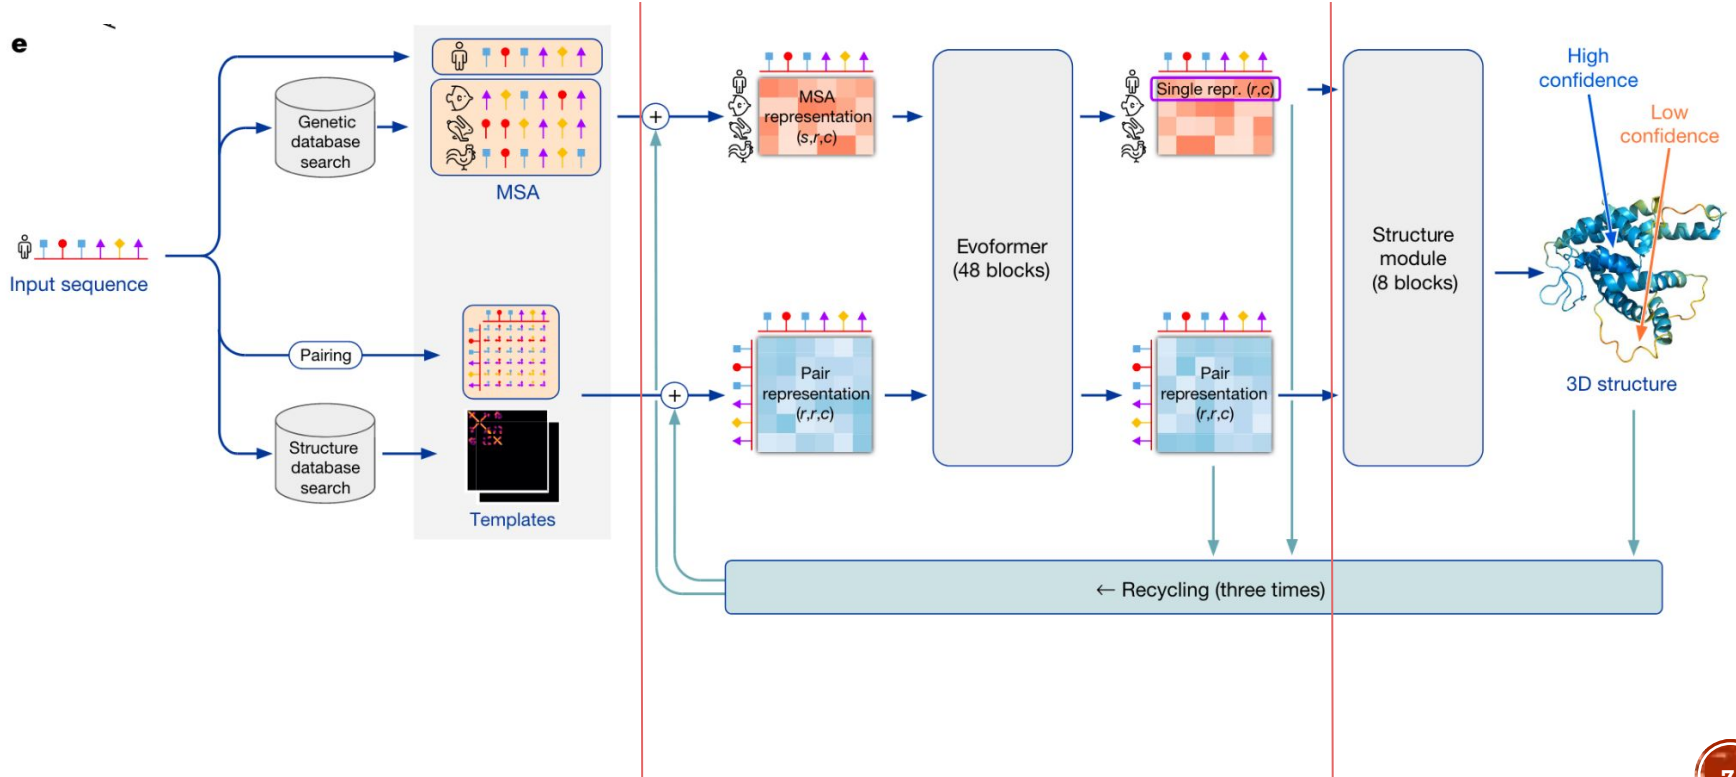 e
Input sequence
Genetic
database
search
MSA
Pairing
Structure
database
search
Templates
+
+
MSA
representation
(s,r,c)
Pair
representation
(r,r,c)
Evoformer
(48 blocks)
Single repr. (r,c)
Pair
representation
(r,r,c)
Structure
module
(8 blocks)
High
confidence
Low
confidence
3D structure
← Recycling (three times)